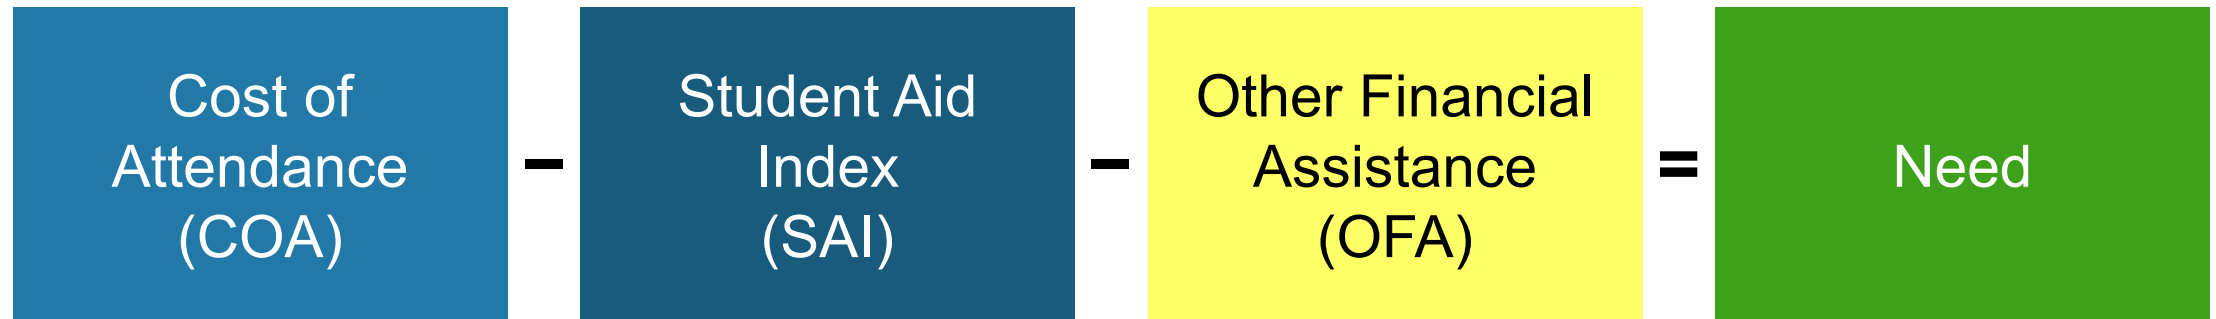 Cost of
Attendance
(COA)
–
Student Aid
Index
(SAI)
–
Other Financial
Assistance
(OFA)
=
Need